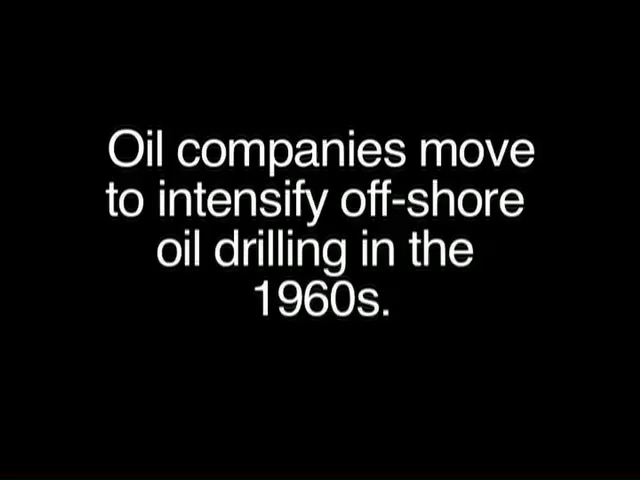 Oil companies move
to intensify off-shore
oil drilling in the
1960s.